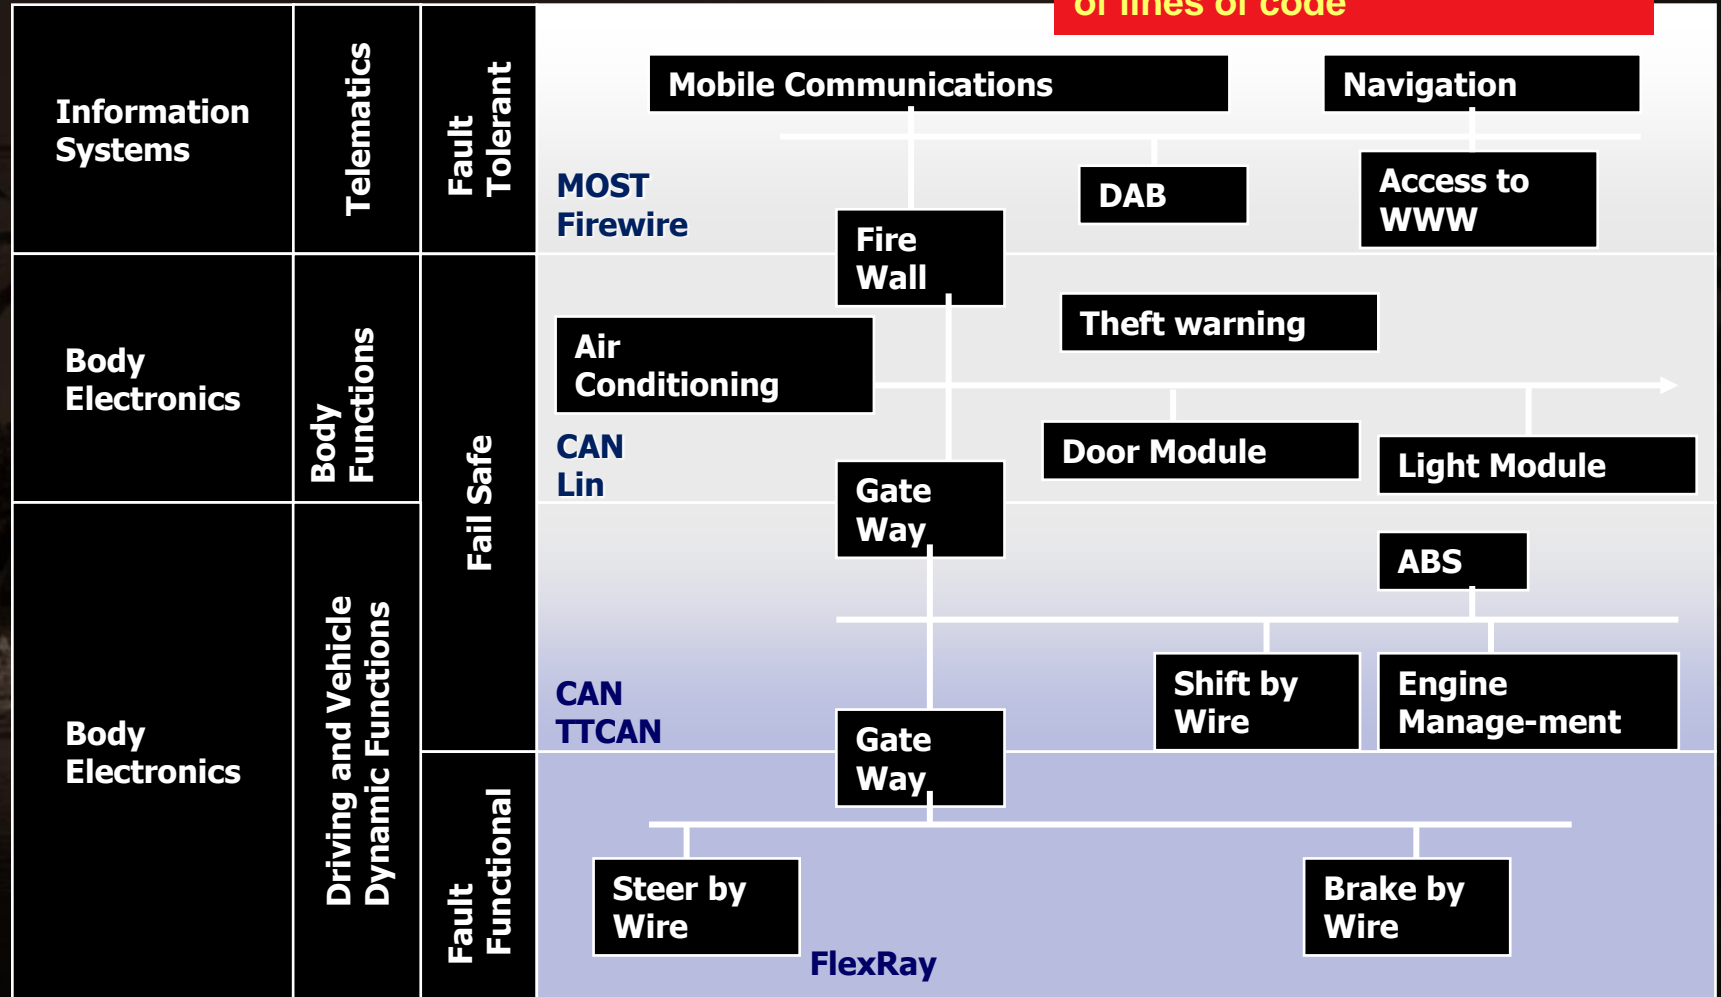 of lines of code
Information
Systems
Telematics
Fault
Tolerant
Mobile Communications
Navigation
MOST
Firewire
DAB
Access to
WWW
Fire
Wall
Body
Electronics
Body
Functions
Fail Safe
Air
Conditioning
Theft warning
CAN
Lin
Door Module
Light Module
Gate
Way
ABS
Body
Electronics
Driving and Vehicle
Dynamic Functions
CAN
TTCAN
Shift by
Wire
Engine
Manage-ment
Gate
Way
Fault
Functional
Steer by
Wire
Brake by
Wire
FlexRay